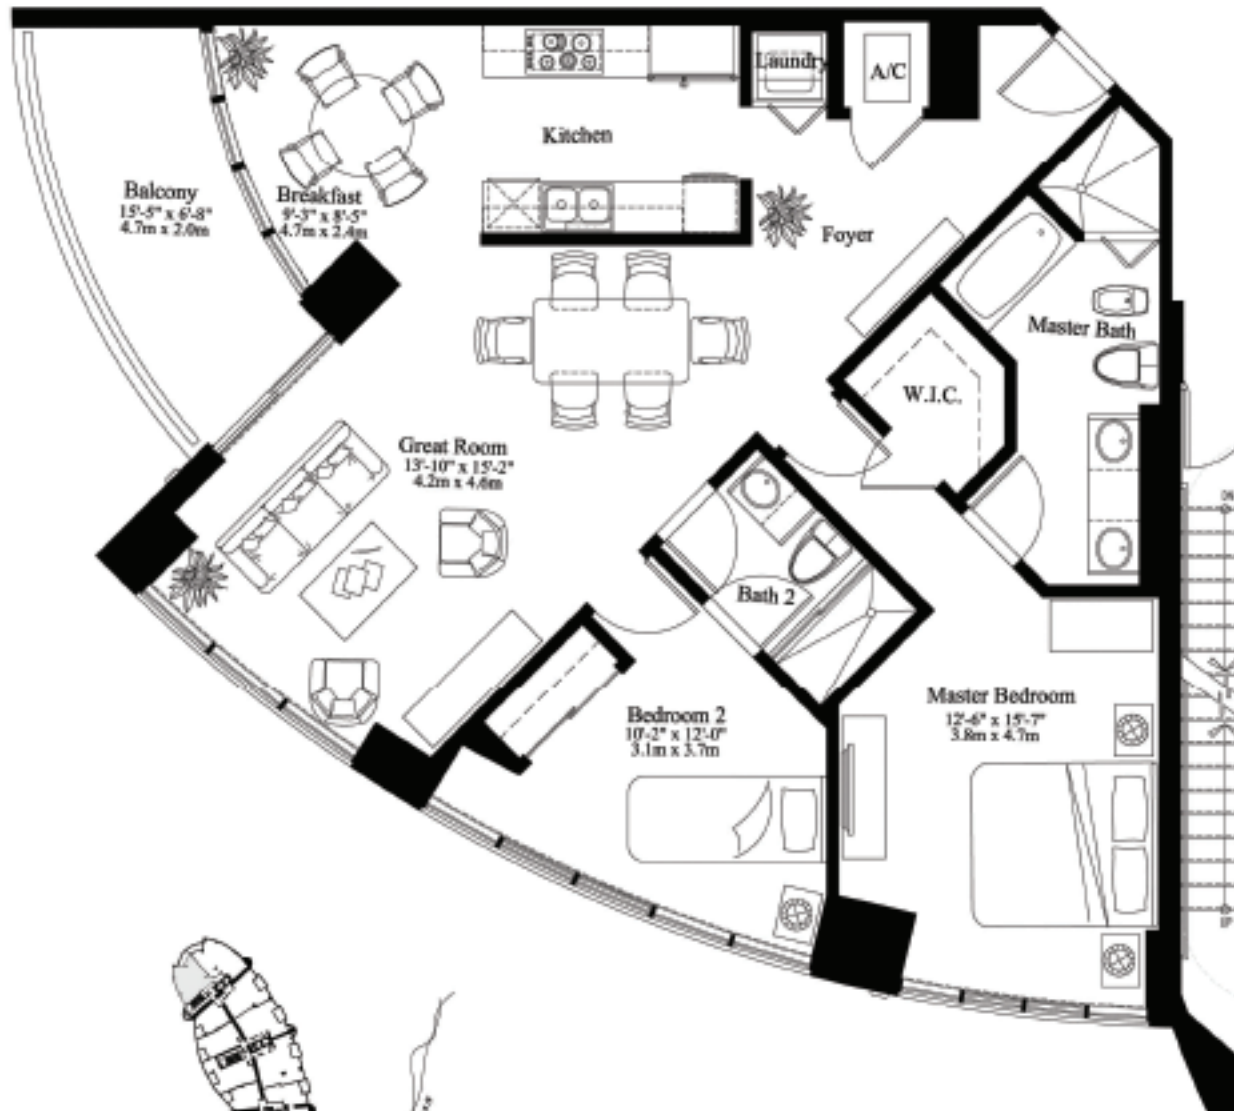 Laundry
A/C
Kitchen
Balcony
15'-5" x 6'-8"
4.7m x 2.0m
Breakfast
9'-3" x 8'-5"
4.7m x 2.4m
Foyer
Master Bath
W.I.C.
Great Room
13'-10" x 15'-2"
4.2m x 4.6m
Bath 2
Master Bedroom
12'-6" x 15'-7"
3.8m x 4.7m
Bedroom 2
10'-2" x 12'-0"
3.1m x 3.7m
DN
UP